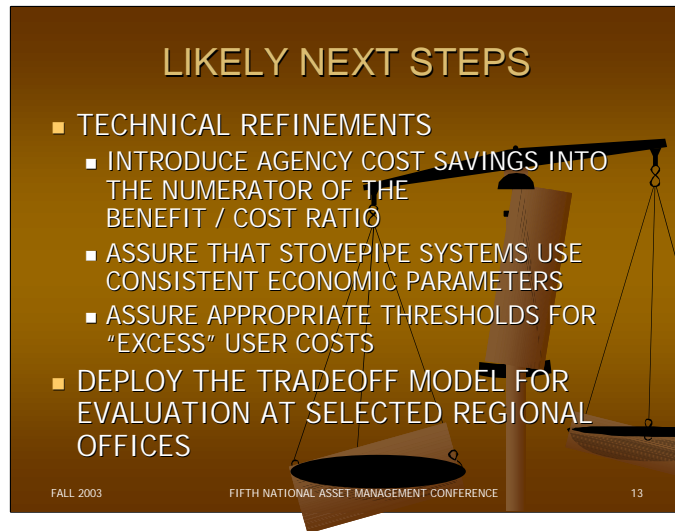 LIKELY NEXT STEPS
TECHNICAL REFINEMENTS
INTRODUCE AGENCY COST SAVINGS INTO
THE NUMERATOR OF THE
BENEFIT / COST RATIO
ASSURE THAT STOVEPIPE SYSTEMS USE
CONSISTENT ECONOMIC PARAMETERS
ASSURE APPROPRIATE THRESHOLDS FOR
“EXCESS” USER COSTS
DEPLOY THE TRADEOFF MODEL FOR
EVALUATION AT SELECTED REGIONAL
OFFICES
FALL 2003 FIFTH NATIONAL ASSET MANAGEMENT CONFERENCE 13